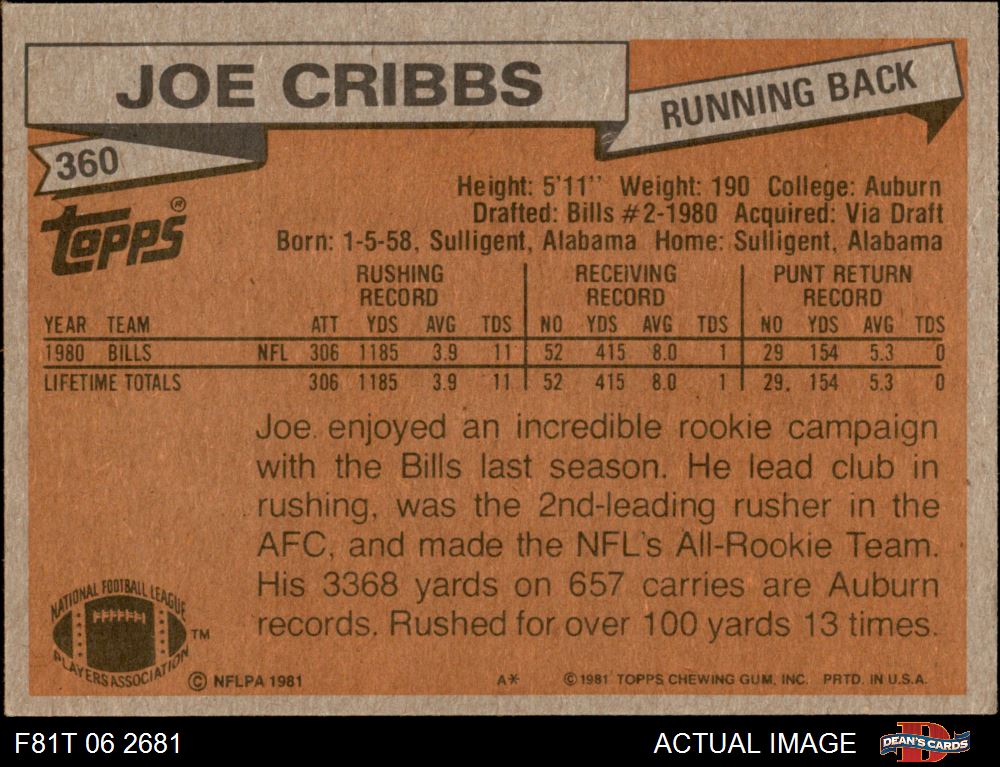 JOE CRIBBS
RUNNING BACK
360
Topps®
Height: 5'11'' Weight: 190 College: Auburn
Drafted: Bills #2-1980 Acquired: Via Draft
Born: 1-5-58, Sulligent, Alabama Home: Sulligent, Alabama
RUSHING RECORD RECEIVING RECORD PUNT RETURN RECORD
YEAR TEAM ATT YDS AVG TDS NO YDS AVG TDS NO YDS AVG TDS
1980 BILLS NFL 306 1185 3.9 11 52 415 8.0 1 29 154 5.3 0
LIFETIME TOTALS 306 1185 3.9 11 52 415 8.0 1 29. 154 5.3 0
Joe enjoyed an incredible rookie campaign
with the Bills last season. He lead club in
rushing, was the 2nd-leading rusher in the
AFC, and made the NFL's All-Rookie Team.
His 3368 yards on 657 carries are Auburn
records. Rushed for over 100 yards 13 times.
NATIONAL FOOTBALL LEAGUE
PLAYERS ASSOCIATION TM
© NFLPA 1981 A* © 1981 TOPPS CHEWING GUM, INC. PRTD. IN U.S.A.
F81T 06 2681 ACTUAL IMAGE D DEAN'S CARDS